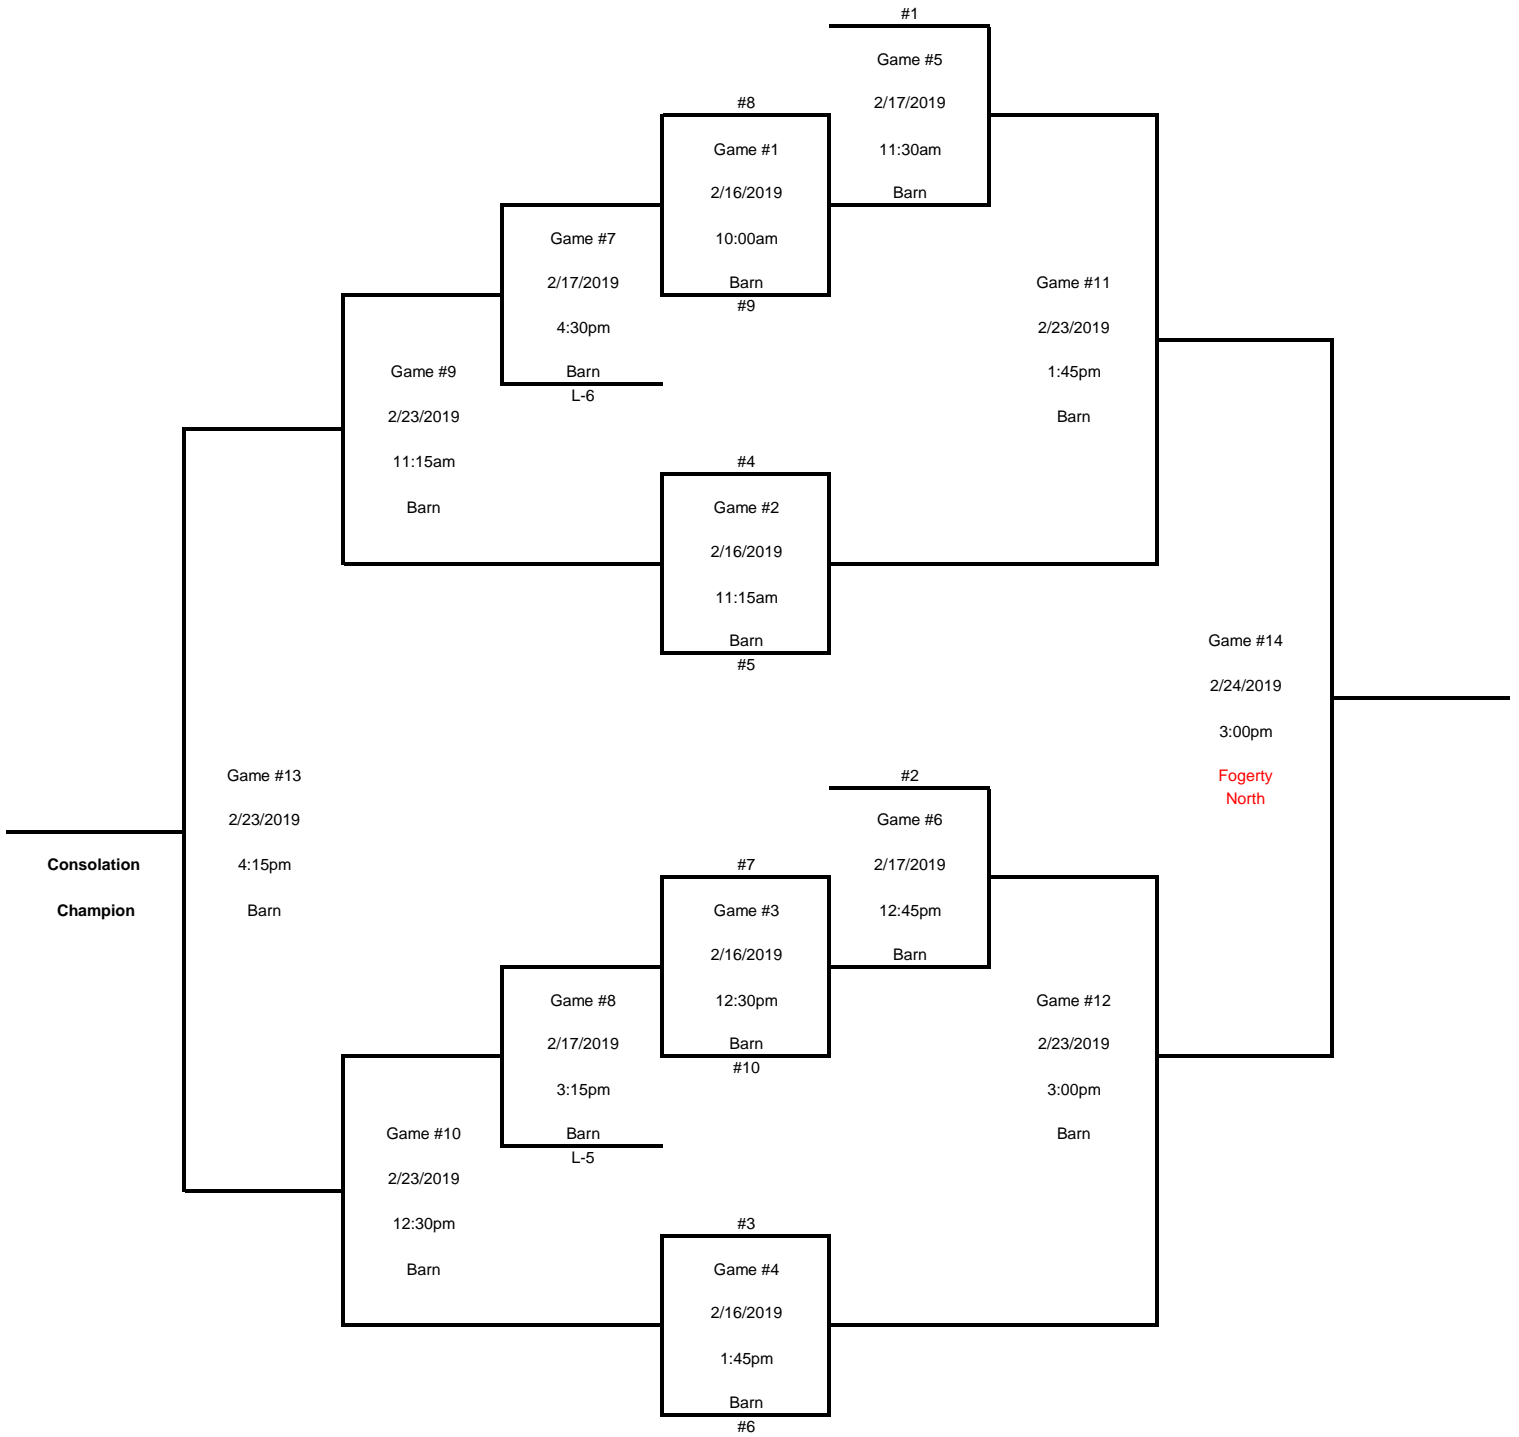 #1
Game #5
2/17/2019
11:30am
Barn
#8
Game #1
2/16/2019
10:00am
Barn
#9
Game #7
2/17/2019
4:30pm
Barn
L-6
Game #11
2/23/2019
1:45pm
Barn
Game #9
2/23/2019
11:15am
Barn
#4
Game #2
2/16/2019
11:15am
Barn
#5
Game #14
2/24/2019
3:00pm
Fogerty
North
Game #13
2/23/2019
4:15pm
Barn
Consolation
Champion
#2
Game #6
2/17/2019
12:45pm
Barn
#7
Game #3
2/16/2019
12:30pm
Barn
#10
Game #8
2/17/2019
3:15pm
Barn
L-5
Game #12
2/23/2019
3:00pm
Barn
Game #10
2/23/2019
12:30pm
Barn
#3
Game #4
2/16/2019
1:45pm
Barn
#6